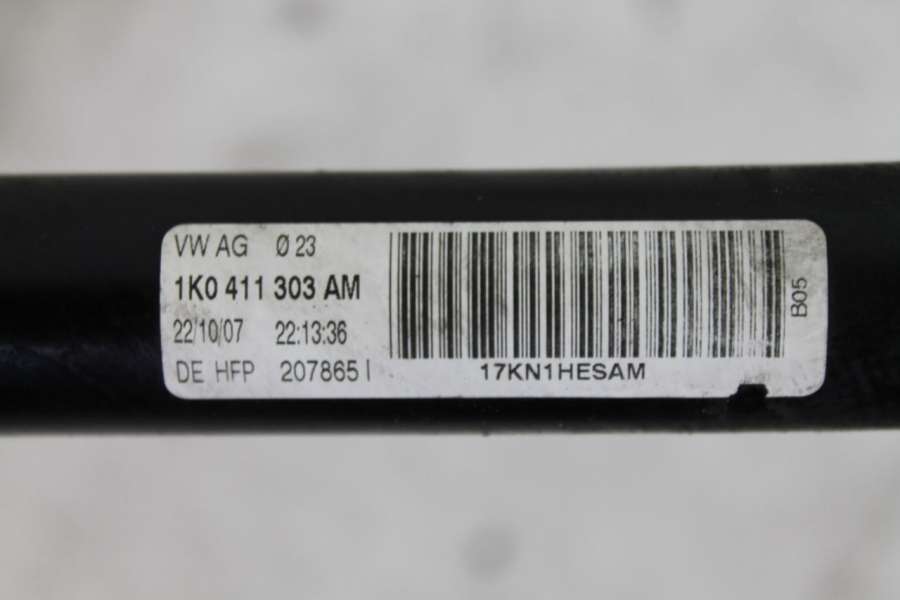 VW AG Ø 23
1K0 411 303 AM
22/10/07 22:13:36
DE HFP 207865 I
17KN1HESAM
B05